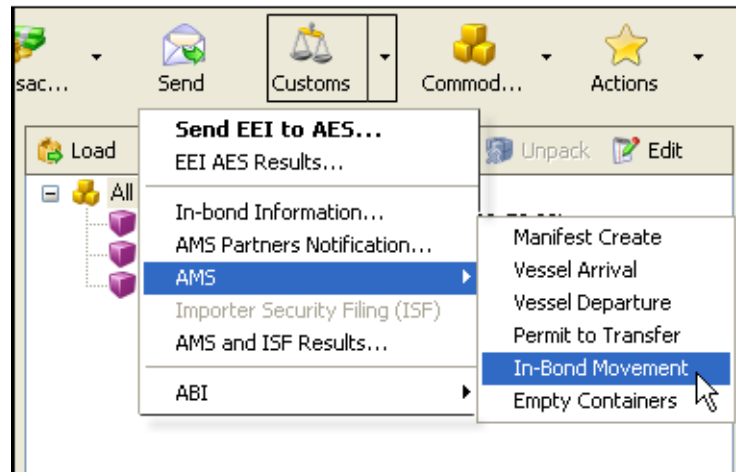 sac...
Send
Customs
Commod...
Actions
Load
Unpack
Edit
All
Send EEI to AES...
EEI AES Results...
In-bond Information...
AMS Partners Notification...
AMS
Importer Security Filing (ISF)
AMS and ISF Results...
ABI
Manifest Create
Vessel Arrival
Vessel Departure
Permit to Transfer
In-Bond Movement
Empty Containers